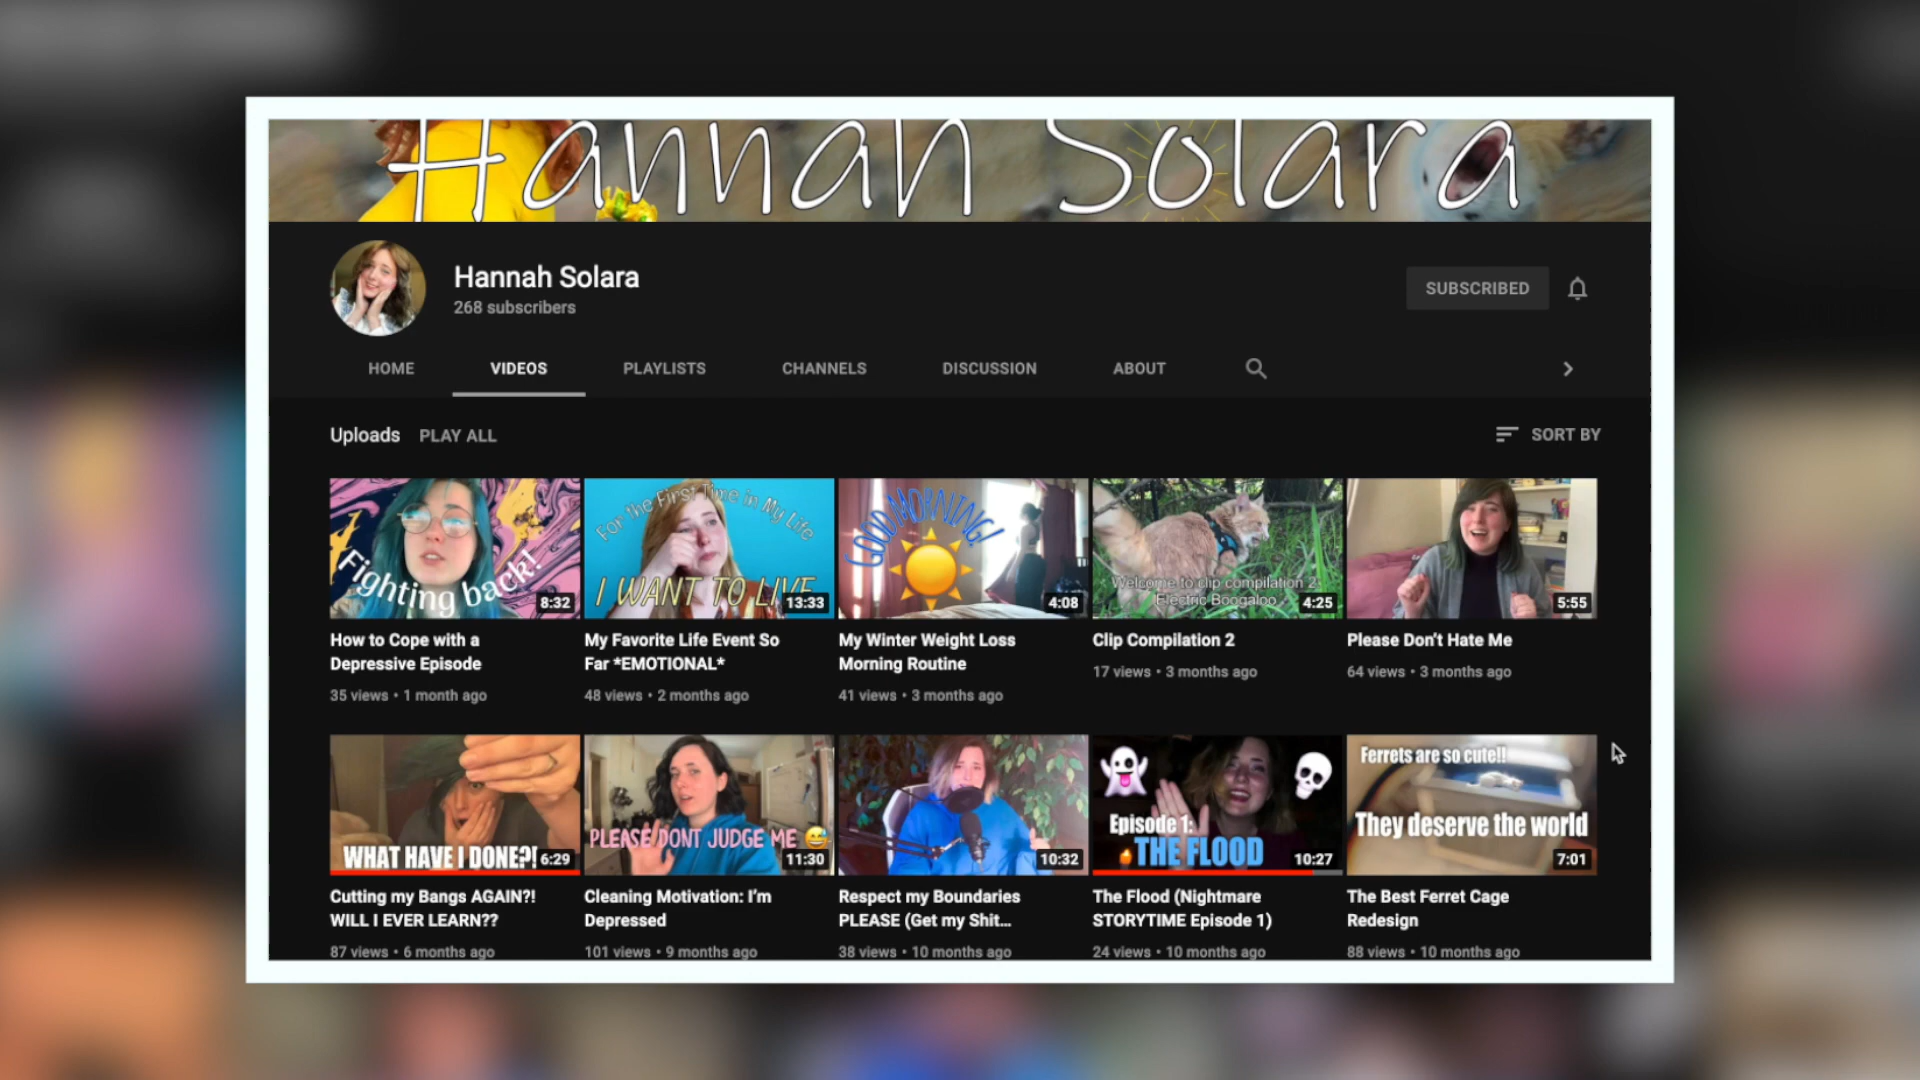 Hannah Solara
Hannah Solara
268 subscribers
SUBSCRIBED
HOME
VIDEOS
PLAYLISTS
CHANNELS
DISCUSSION
ABOUT
Uploads
PLAY ALL
SORT BY
Fighting back!
8:32
For the First Time in My Life
I WANT TO LIVE
13:33
GOOD MORNING!
4:08
Welcome to clip compilation 2
Electric Boogaloo
4:25
5:55
How to Cope with a
Depressive Episode
35 views • 1 month ago
My Favorite Life Event So
Far *EMOTIONAL*
48 views • 2 months ago
My Winter Weight Loss
Morning Routine
41 views • 3 months ago
Clip Compilation 2
17 views • 3 months ago
Please Don't Hate Me
64 views • 3 months ago
WHAT HAVE I DONE?!
6:29
PLEASE DONT JUDGE ME
11:30
10:32
Episode 1:
THE FLOOD
10:27
Ferrets are so cute!!
They deserve the world
7:01
Cutting my Bangs AGAIN?!
WILL I EVER LEARN??
87 views • 6 months ago
Cleaning Motivation: I'm
Depressed
101 views • 9 months ago
Respect my Boundaries
PLEASE (Get my Shit...
38 views • 10 months ago
The Flood (Nightmare
STORYTIME Episode 1)
24 views • 10 months ago
The Best Ferret Cage
Redesign
88 views • 10 months ago